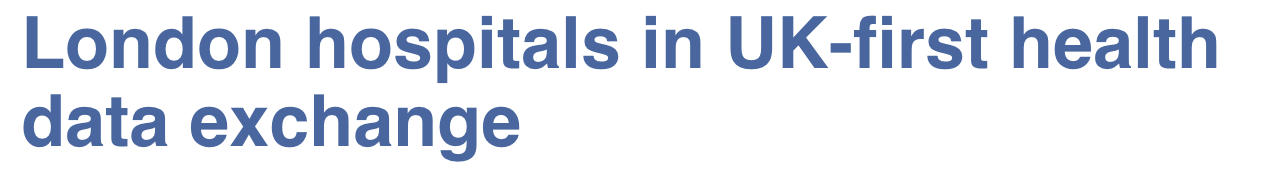 London hospitals in UK-first health
data exchange